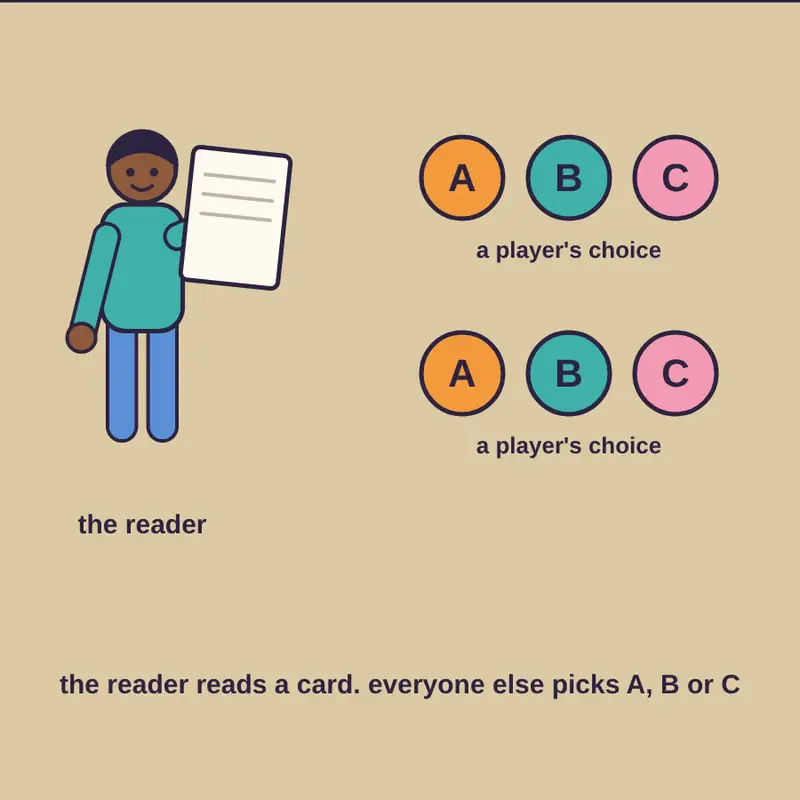 A B C
a player's choice
A B C
a player's choice
the reader
the reader reads a card. everyone else picks A, B or C